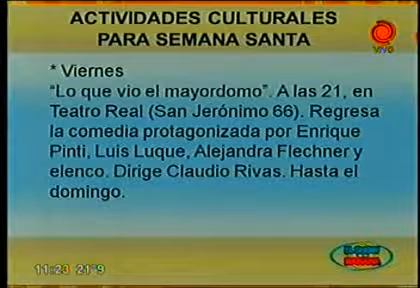 ACTIVIDADES CULTURALES
PARA SEMANA SANTA
VIVO
* Viernes
"Lo que vio el mayordomo". A las 21, en
Teatro Real (San Jerónimo 66). Regresa
la comedia protagonizada por Enrique
Pinti, Luis Luque, Alejandra Flechner y
elenco. Dirige Claudio Rivas. Hasta el
domingo.
11:23 21°9